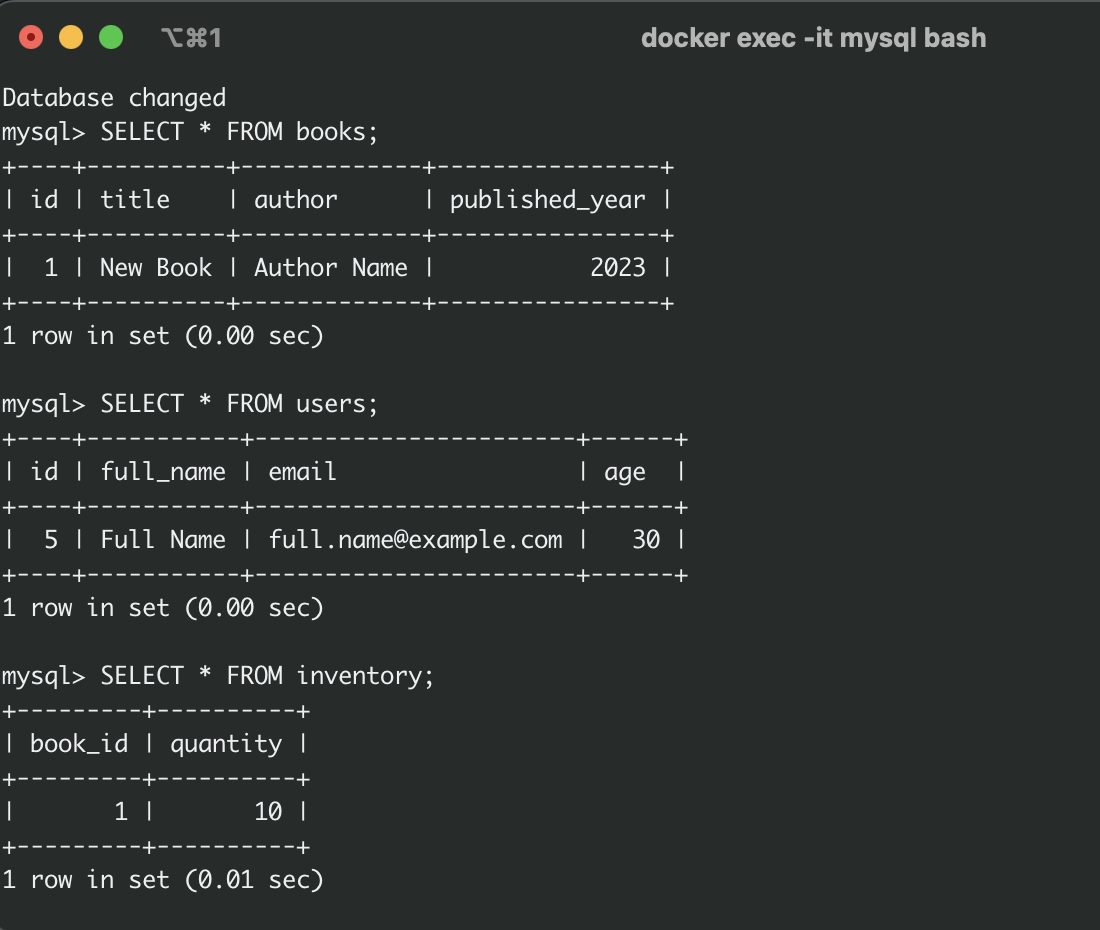 ⌥⌘1 docker exec -it mysql bash
Database changed
mysql> SELECT * FROM books;
+----+----------+-------------+----------------+
| id | title    | author      | published_year |
+----+----------+-------------+----------------+
|  1 | New Book | Author Name |           2023 |
+----+----------+-------------+----------------+
1 row in set (0.00 sec)

mysql> SELECT * FROM users;
+----+-----------+-----------------------+------+
| id | full_name | email                 | age  |
+----+-----------+-----------------------+------+
|  5 | Full Name | full.name@example.com |   30 |
+----+-----------+-----------------------+------+
1 row in set (0.00 sec)

mysql> SELECT * FROM inventory;
+---------+----------+
| book_id | quantity |
+---------+----------+
|       1 |       10 |
+---------+----------+
1 row in set (0.01 sec)